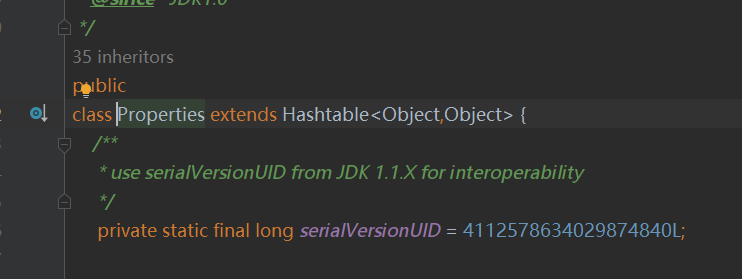 @since JDK1.0
*/
35 inheritors
public
class Properties extends Hashtable<Object,Object> {
/**
* use serialVersionUID from JDK 1.1.X for interoperability
*/
private static final long serialVersionUID = 4112578634029874840L;